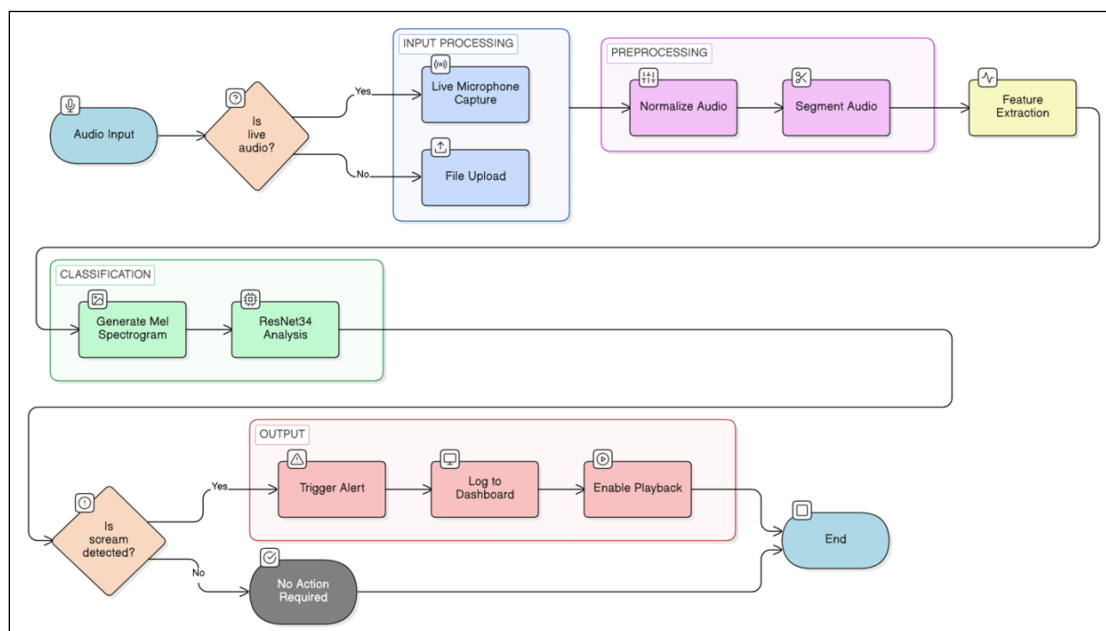 INPUT PROCESSING
PREPROCESSING
Audio Input
Is
live
audio?
Yes
No
Live Microphone
Capture
File Upload
Normalize Audio
Segment Audio
Feature
Extraction
CLASSIFICATION
Generate Mel
Spectrogram
ResNet34
Analysis
OUTPUT
Is
scream
detected?
Yes
No
Trigger Alert
Log to
Dashboard
Enable Playback
No Action
Required
End